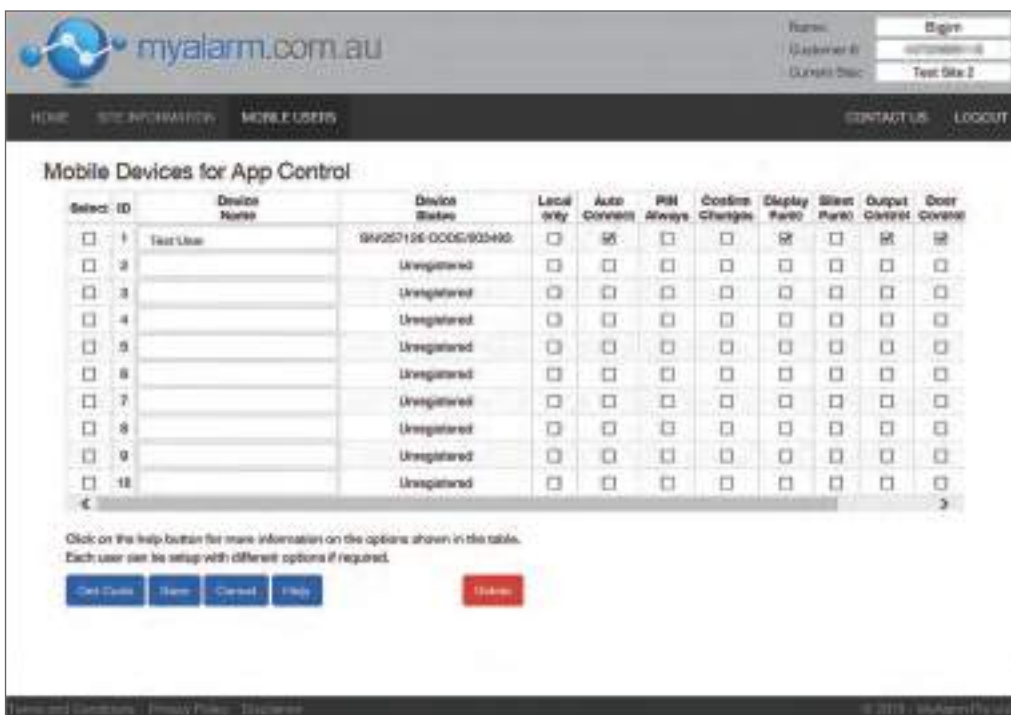 myalarm.com.au
Name: Bigjim
Customer#:
Current Site: Test Site 2
HOME SITE INFORMATION MOBILE USERS CONTACT US LOGOUT
Mobile Devices for App Control
Select ID Device Name Device Status Local only Auto Connect PIN Always Confirm Changes Display Panic Silent Panic Output Control Door Control
1 Test User
2 Unregistered
3 Unregistered
4 Unregistered
5 Unregistered
6 Unregistered
7 Unregistered
8 Unregistered
9 Unregistered
10 Unregistered
Click on the help button for more information on the options shown in the table.
Each user can be setup with different options if required.
Get Code Save Cancel Help Delete
Terms and Conditions Privacy Policy Disclaimer © 2019 - MyAlarm Pty Ltd